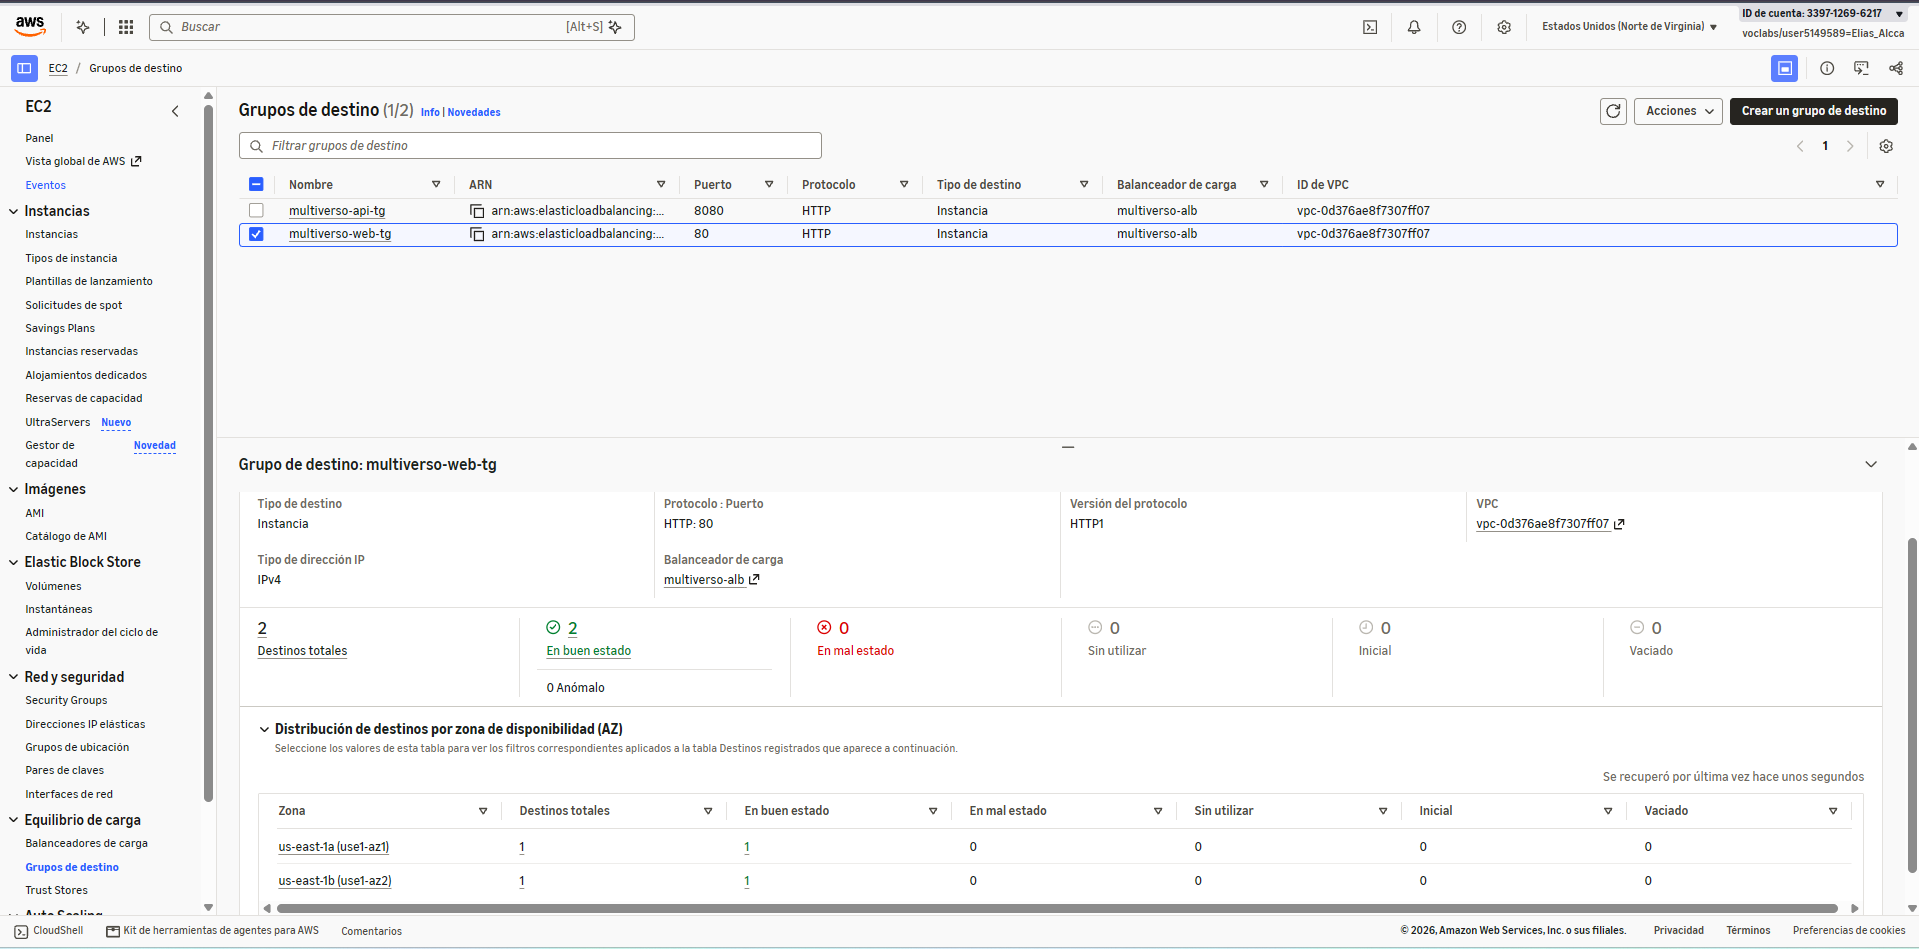 aws
Buscar
[Alt+S]
Estados Unidos (Norte de Virginia)
ID de cuenta: 3397-1269-6217
voclabs/user5149589=Elias_Alcca
EC2 / Grupos de destino
EC2
Panel
Vista global de AWS
Eventos
Instancias
Instancias
Tipos de instancia
Plantillas de lanzamiento
Solicitudes de spot
Savings Plans
Instancias reservadas
Alojamientos dedicados
Reservas de capacidad
UltraServers Nuevo
Gestor de capacidad Novedad
Imágenes
AMI
Catálogo de AMI
Elastic Block Store
Volúmenes
Instantáneas
Administrador del ciclo de vida
Red y seguridad
Security Groups
Direcciones IP elásticas
Grupos de ubicación
Pares de claves
Interfaces de red
Equilibrio de carga
Balanceadores de carga
Grupos de destino
Trust Stores
Auto Scaling
Grupos de destino (1/2) Info | Novedades
Acciones
Crear un grupo de destino
Filtrar grupos de destino
1
Nombre ARN Puerto Protocolo Tipo de destino Balanceador de carga ID de VPC
multiverso-api-tg arn:aws:elasticloadbalancing:... 8080 HTTP Instancia multiverso-alb vpc-0d376ae8f7307ff07
multiverso-web-tg arn:aws:elasticloadbalancing:... 80 HTTP Instancia multiverso-alb vpc-0d376ae8f7307ff07
Grupo de destino: multiverso-web-tg
Tipo de destino Protocolo : Puerto Versión del protocolo VPC
Instancia HTTP: 80 HTTP1 vpc-0d376ae8f7307ff07
Tipo de dirección IP Balanceador de carga
IPv4 multiverso-alb
2 2 0 0 0 0
Destinos totales En buen estado En mal estado Sin utilizar Inicial Vaciado
0 Anómalo
Distribución de destinos por zona de disponibilidad (AZ)
Seleccione los valores de esta tabla para ver los filtros correspondientes aplicados a la tabla Destinos registrados que aparece a continuación.
Se recuperó por última vez hace unos segundos
Zona Destinos totales En buen estado En mal estado Sin utilizar Inicial Vaciado
us-east-1a (use1-az1) 1 1 0 0 0 0
us-east-1b (use1-az2) 1 1 0 0 0 0
CloudShell Kit de herramientas de agentes para AWS Comentarios
© 2026, Amazon Web Services, Inc. o sus filiales. Privacidad Términos Preferencias de cookies